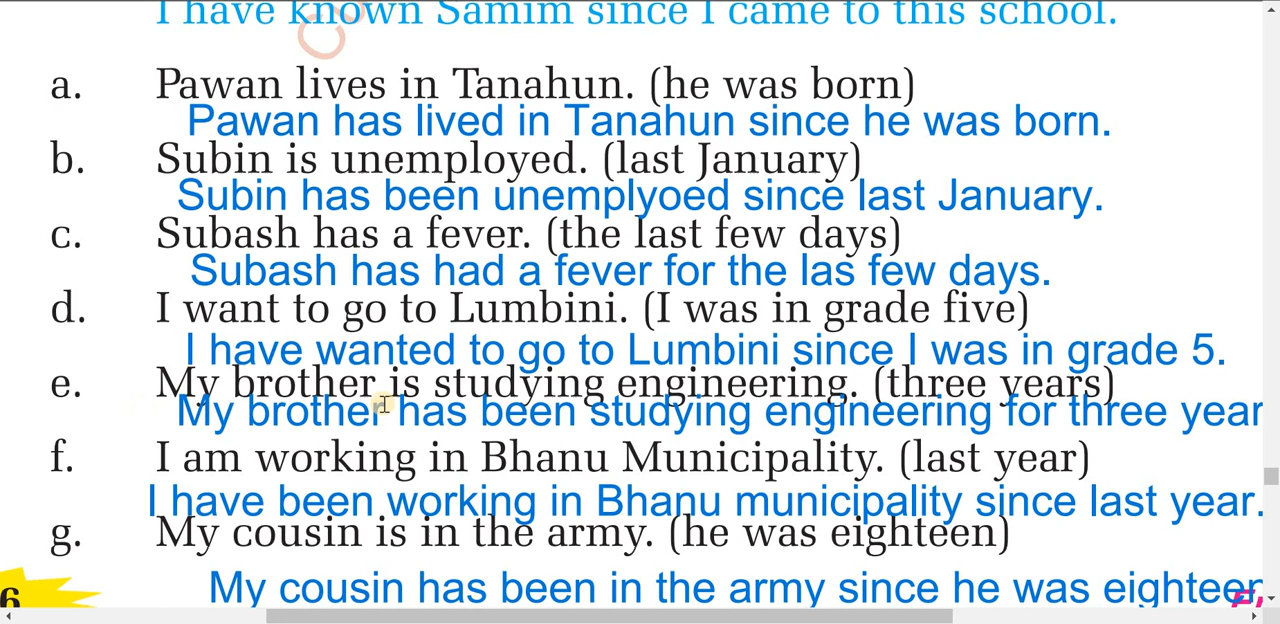 I have known Samim since I came to this school.
a. Pawan lives in Tanahun. (he was born)
Pawan has lived in Tanahun since he was born.
b. Subin is unemployed. (last January)
Subin has been unemplyoed since last January.
c. Subash has a fever. (the last few days)
Subash has had a fever for the las few days.
d. I want to go to Lumbini. (I was in grade five)
I have wanted to go to Lumbini since I was in grade 5.
e. My brother is studying engineering. (three years)
My brother has been studying engineering for three year
f. I am working in Bhanu Municipality. (last year)
I have been working in Bhanu municipality since last year.
g. My cousin is in the army. (he was eighteen)
My cousin has been in the army since he was eighteen
6